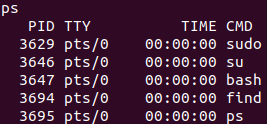 ps
PID TTY TIME CMD
3629 pts/0 00:00:00 sudo
3646 pts/0 00:00:00 su
3647 pts/0 00:00:00 bash
3694 pts/0 00:00:00 find
3695 pts/0 00:00:00 ps